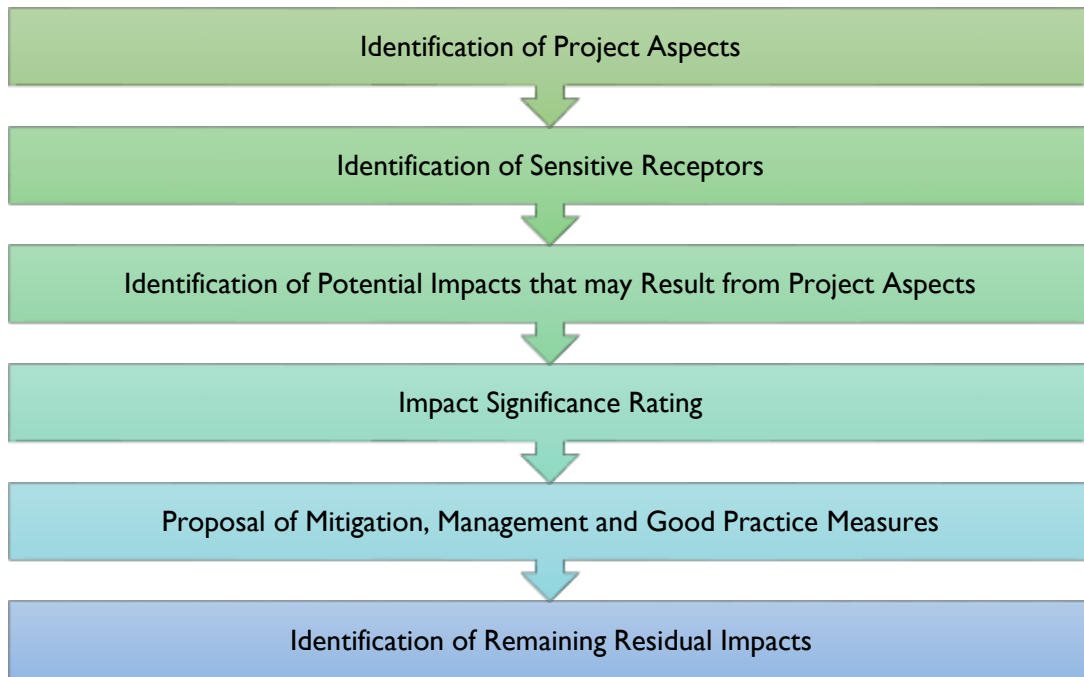 Identification of Project Aspects
Identification of Sensitive Receptors
Identification of Potential Impacts that may Result from Project Aspects
Impact Significance Rating
Proposal of Mitigation, Management and Good Practice Measures
Identification of Remaining Residual Impacts